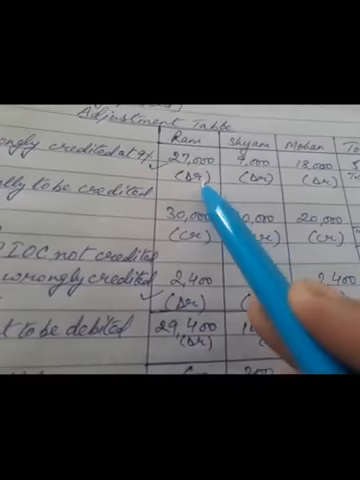 Adjustment Table
Ram Shyam Mohan
wrongly credited at 9% 27,000 9,000 18,000
(Dr) (Dr) (Dr)
to be credited
30,000 20,000
(Cr) (Cr)
IOC not credited
wrongly credited 2,400 2,400
(Dr)
to be debited 29,400
(Dr)